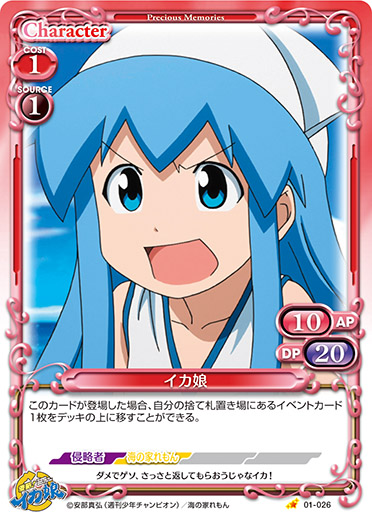 Precious Memories
Character
COST
1
SOURCE
1
10 AP
DP 20
イカ娘
このカードが登場した場合、自分の捨て札置き場にあるイベントカード
1枚をデッキの上に移すことができる。
侵略者 海の家れもん
ダメでゲソ、さっさと返してもらおうじゃないイカ!
イカ娘
©安部真弘(週刊少年チャンピオン)/海の家れもん
01-026